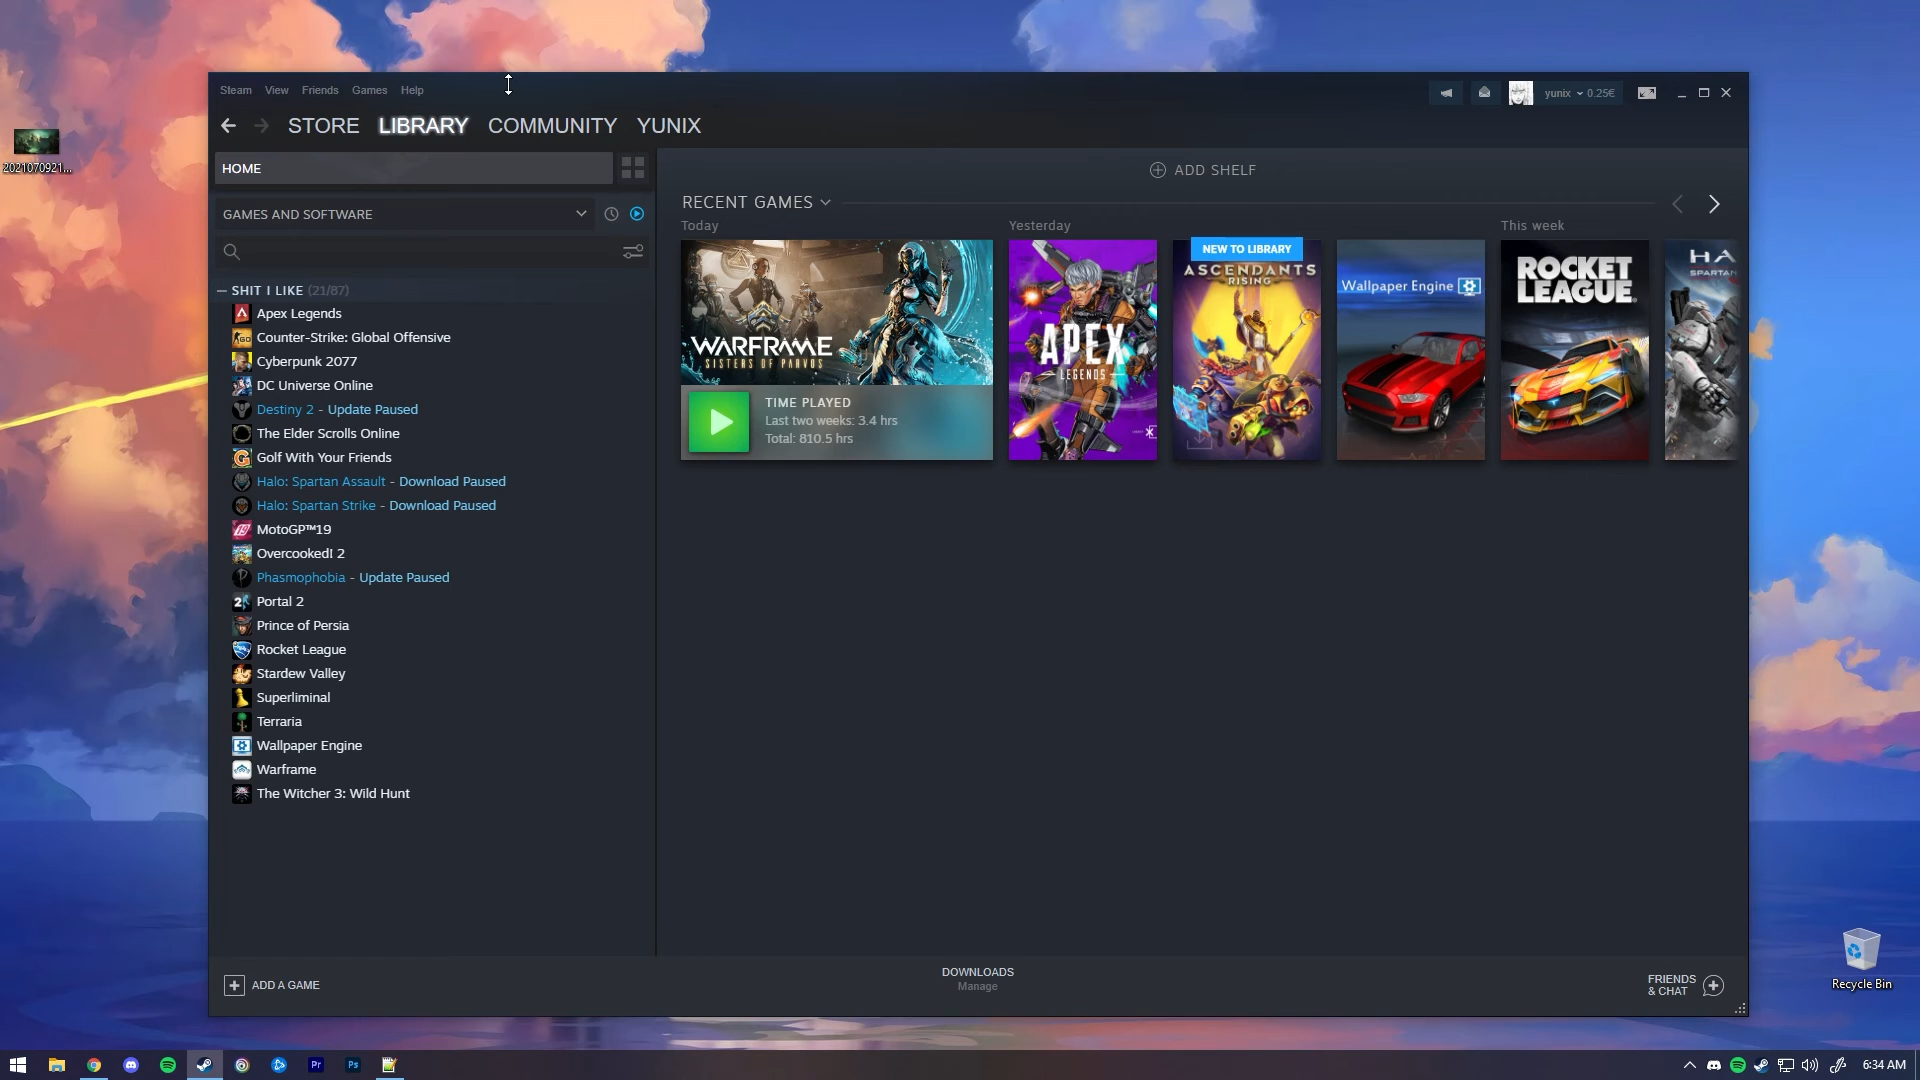 Steam View Friends Games Help
yunix 0.25€
STORE LIBRARY COMMUNITY YUNIX
2021070921...
HOME
ADD SHELF
GAMES AND SOFTWARE
RECENT GAMES
Today
Yesterday
This week
WARFRAME
SISTERS OF PARVOS
TIME PLAYED
Last two weeks: 3.4 hrs
Total: 810.5 hrs
APEX
LEGENDS
NEW TO LIBRARY
ASCENDANTS
RISING
Wallpaper Engine
ROCKET
LEAGUE
HA
SPARTAN
SHIT I LIKE (21/87)
Apex Legends
Counter-Strike: Global Offensive
Cyberpunk 2077
DC Universe Online
Destiny 2 - Update Paused
The Elder Scrolls Online
Golf With Your Friends
Halo: Spartan Assault - Download Paused
Halo: Spartan Strike - Download Paused
MotoGP™19
Overcooked! 2
Phasmophobia - Update Paused
Portal 2
Prince of Persia
Rocket League
Stardew Valley
Superliminal
Terraria
Wallpaper Engine
Warframe
The Witcher 3: Wild Hunt
ADD A GAME
DOWNLOADS
Manage
FRIENDS
& CHAT
Recycle Bin
Pr
Ps
6:34 AM